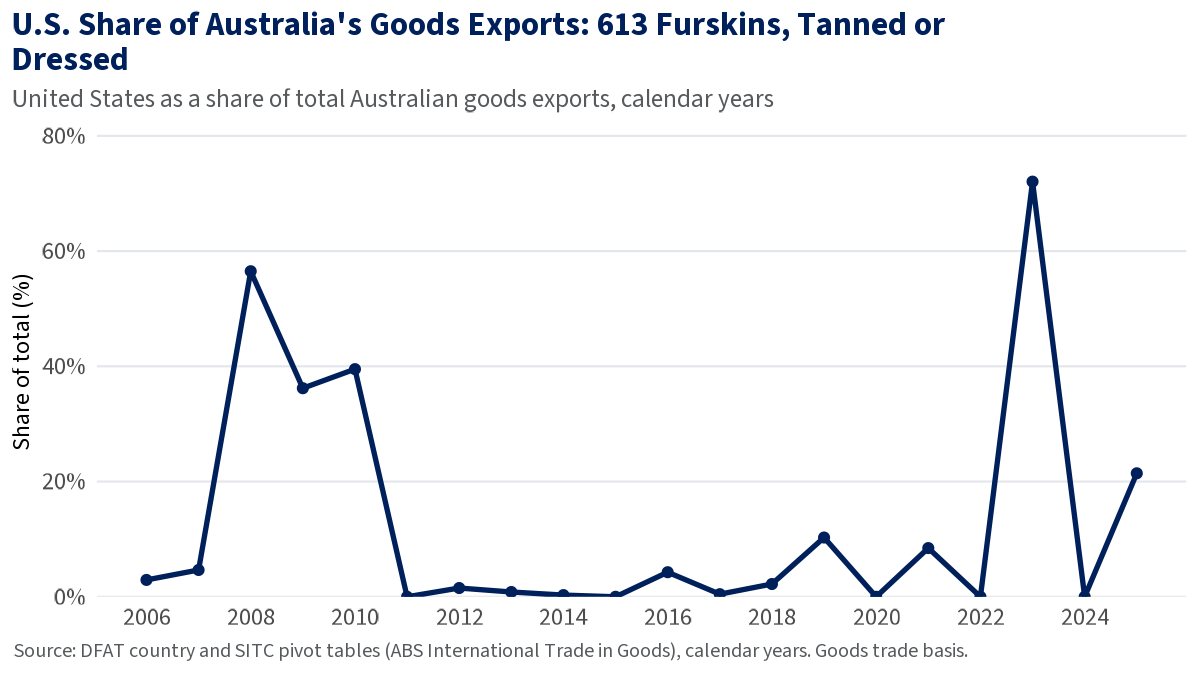 U.S. Share of Australia's Goods Exports: 613 Furskins, Tanned or
Dressed
United States as a share of total Australian goods exports, calendar years
Share of total (%)
80%
60%
40%
20%
0%
2006 2008 2010 2012 2014 2016 2018 2020 2022 2024
Source: DFAT country and SITC pivot tables (ABS International Trade in Goods), calendar years. Goods trade basis.